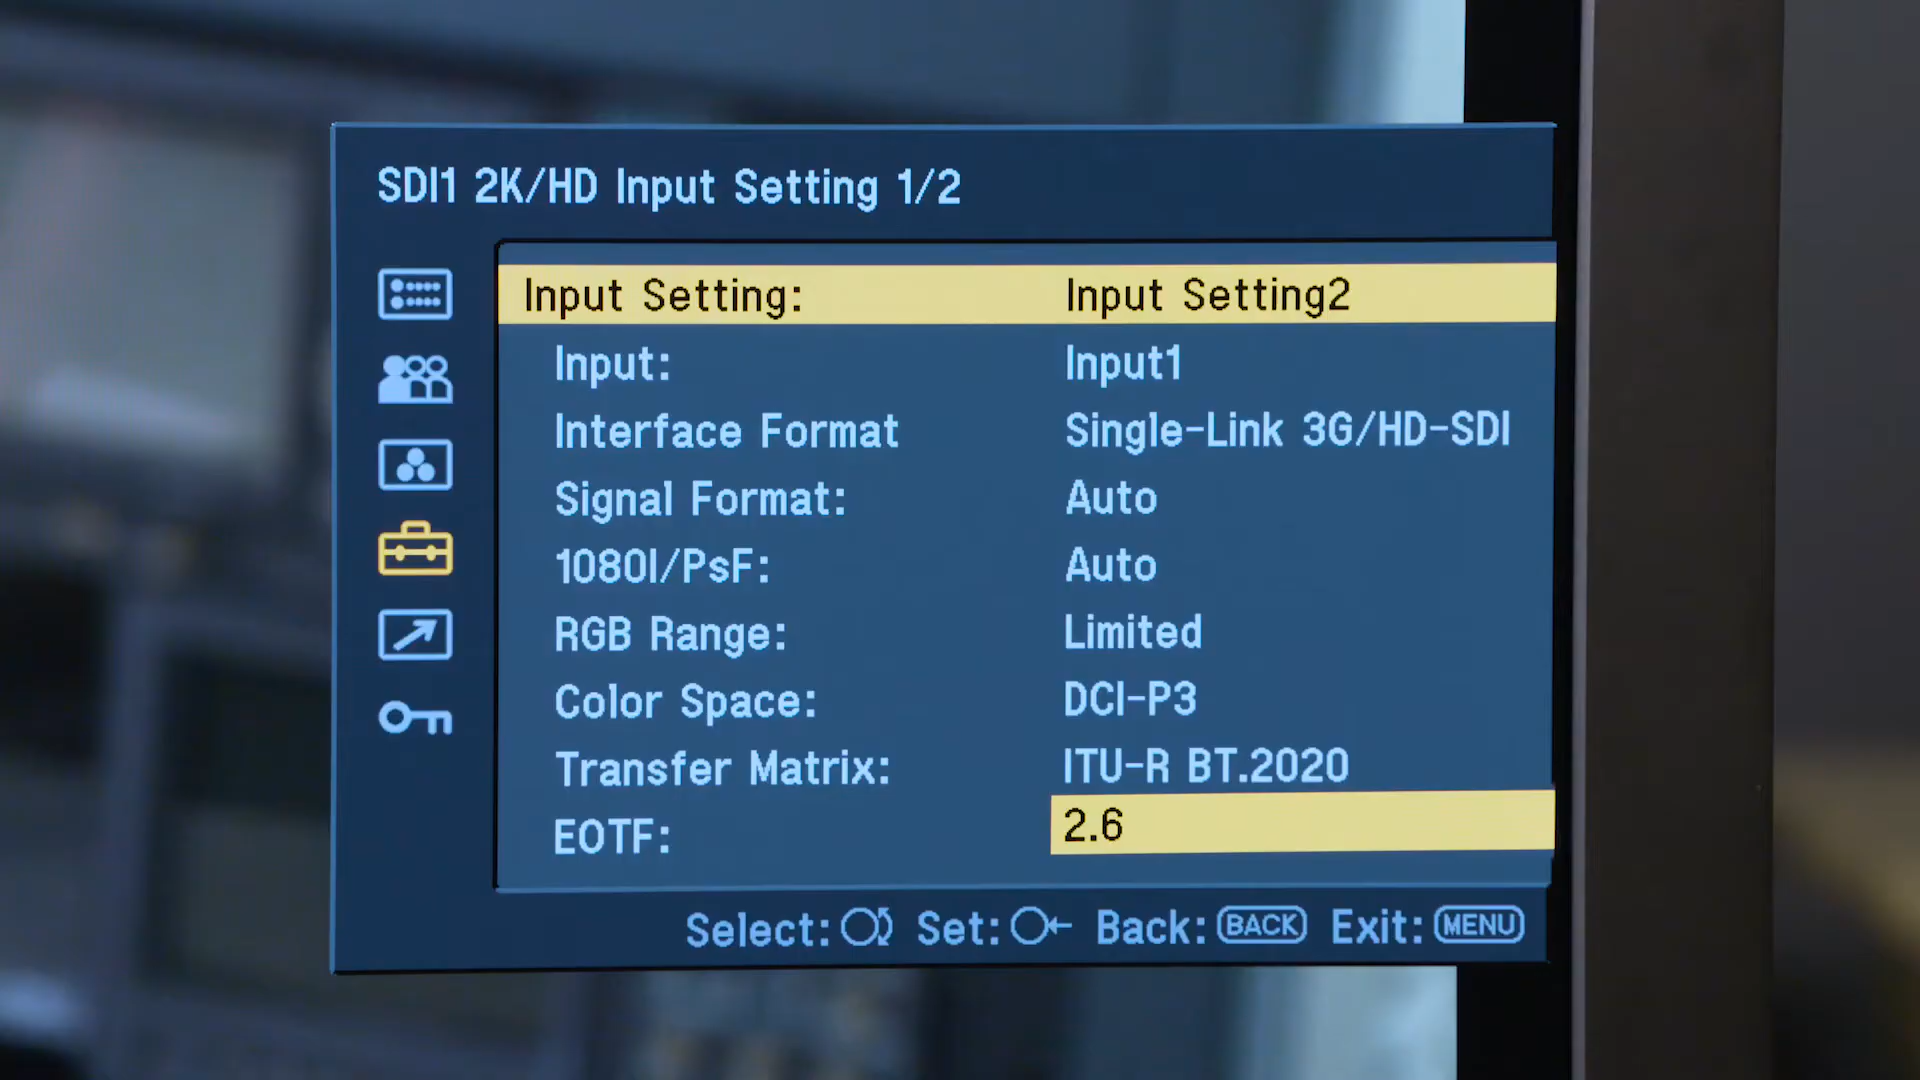 SDI1 2K/HD Input Setting 1/2
Input Setting: Input Setting2
Input: Input1
Interface Format Single-Link 3G/HD-SDI
Signal Format: Auto
1080I/PsF: Auto
RGB Range: Limited
Color Space: DCI-P3
Transfer Matrix: ITU-R BT.2020
EOTF: 2.6
Select: Set: Back: BACK Exit: MENU